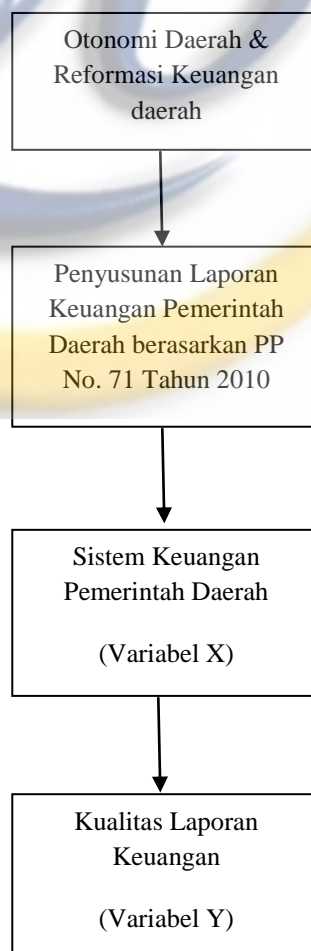 Otonomi Daerah &
Reformasi Keuangan
daerah
Penyusunan Laporan
Keuangan Pemerintah
Daerah berasarkan PP
No. 71 Tahun 2010
Sistem Keuangan
Pemerintah Daerah
(Variabel X)
Kualitas Laporan
Keuangan
(Variabel Y)